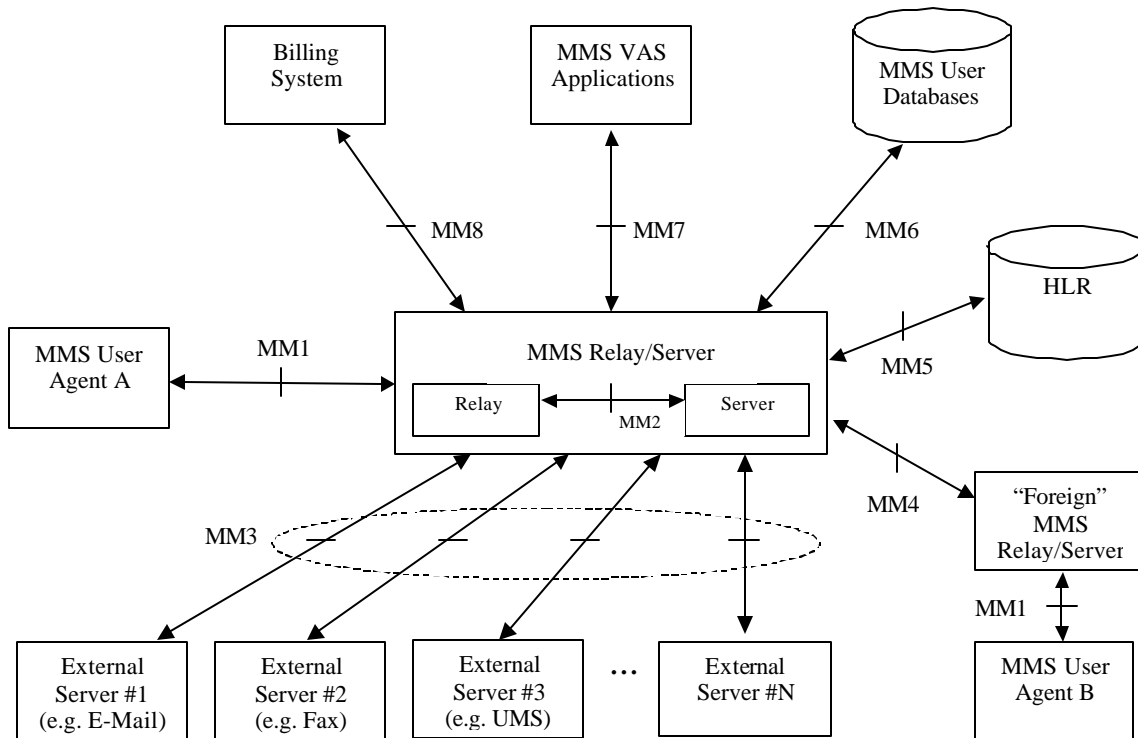 Billing
System
MMS VAS
Applications
MMS User
Databases
MM8
MM7
MM6
HLR
MMS User
Agent A
MM1
MMS Relay/Server
MM5
Relay
Server
MM2
MM4
“Foreign”
MMS
Relay/Server
MM3
MM1
External
Server #1
(e.g. E-Mail)
External
Server #2
(e.g. Fax)
External
Server #3
(e.g. UMS)
...
External
Server #N
MMS User
Agent B